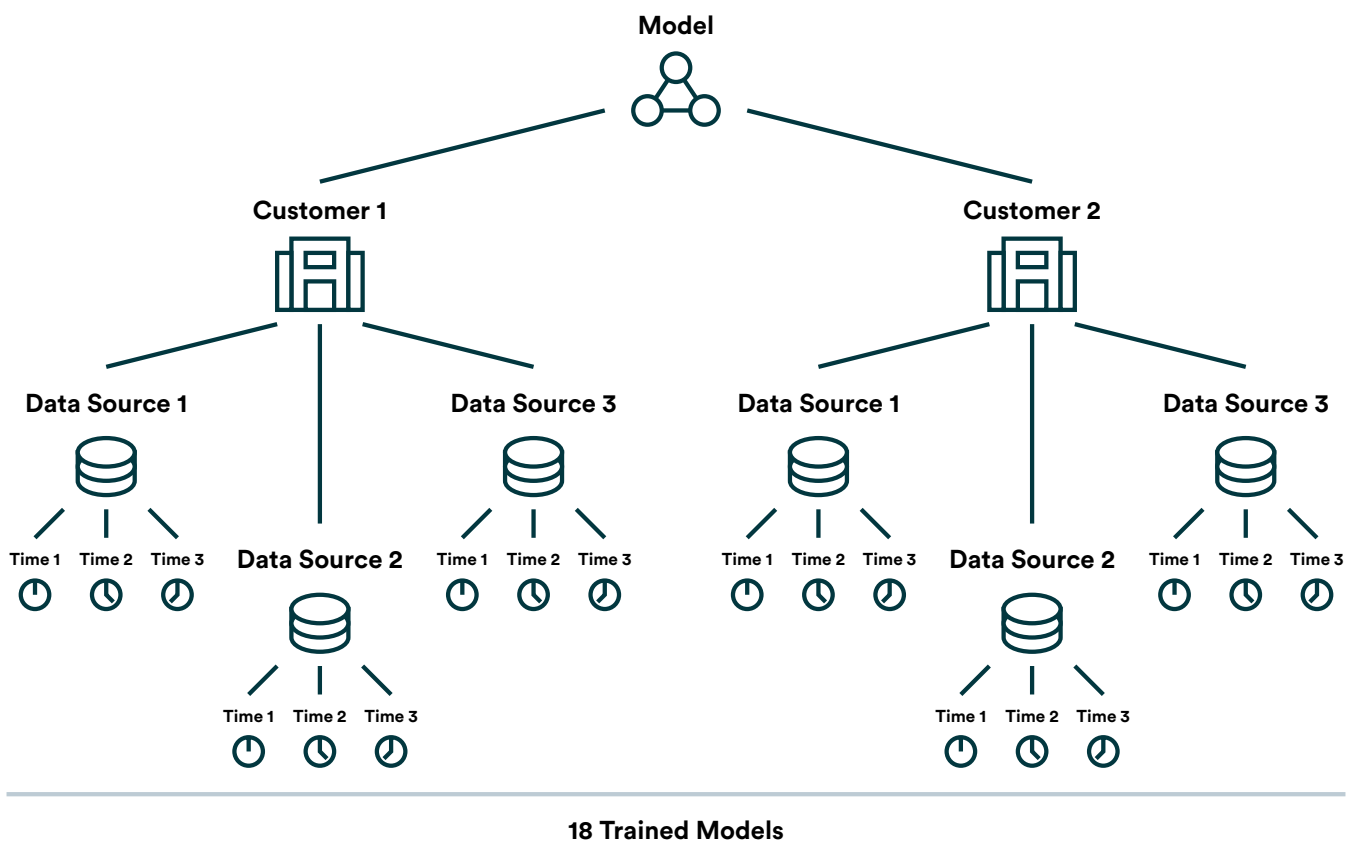 Model
Customer 1
Customer 2
Data Source 1
Data Source 3
Data Source 1
Data Source 3
Time 1 Time 2 Time 3
Data Source 2
Time 1 Time 2 Time 3
Time 1 Time 2 Time 3
Data Source 2
Time 1 Time 2 Time 3
Time 1 Time 2 Time 3
Time 1 Time 2 Time 3
18 Trained Models